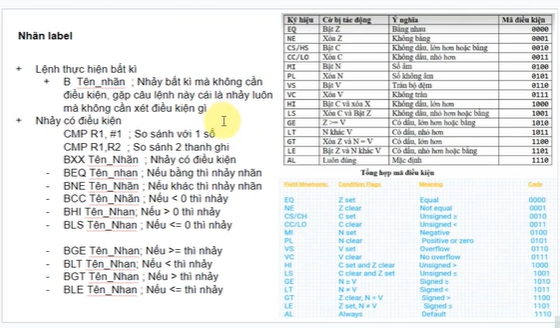 Nhãn label
+ Lệnh thực hiện bất kì
+ B Tên_nhãn ; Nhảy bất kì mà không cần
điều kiện, gặp câu lệnh này cái là nhảy luôn
mà không cần xét điều kiện gì
+ Nhảy có điều kiện
CMP R1, #1 ; So sánh với 1 số
CMP R1,R2 ; So sánh 2 thanh ghi
BXX Tên_Nhãn ; Nhảy có điều kiện
- BEQ Tên_nhan ; Nếu bằng thì nhảy nhãn
- BNE Tên_Nhan ; Nếu khác thì nhảy nhãn
- BCC Tên_Nhan ; Nếu < 0 thì nhảy
- BHI Tên_Nhan; Nếu > 0 thì nhảy
- BLS Tên_Nhan ; Nếu <= 0 thì nhảy
- BGE Tên_Nhan ; Nếu >= thì nhảy
- BLT Tên_Nhan; Nếu < thì nhảy
- BGT Tên_Nhan ; Nếu > thì nhảy
- BLE Tên_Nhan ; Nếu <= thì nhảy
Ký hiệu Cờ bị tác động Ý nghĩa Mã điều kiện
EQ Bật Z Bằng nhau 0000
NE Xóa Z Không bằng 0001
CS/HS Bật C Không dấu, lớn hơn hoặc bằng 0010
CC/LO Xóa C Không dấu, nhỏ hơn 0011
MI Bật N Số âm 0100
PL Xóa N Số không âm 0101
VS Bật V Tràn bộ đệm 0110
VC Xóa V Không tràn 0111
HI Bật C và xóa X Không dấu, lớn hơn 1000
LS Xóa C và Bật Z Không dấu, nhỏ hơn hoặc bằng 1001
GE Có dấu, lớn hơn hoặc bằng 1010
LT N khác V Có dấu, nhỏ hơn 1011
GT Xóa Z và N = V Có dấu, lớn hơn 1100
LE Bật Z và N khác V Có dấu, nhỏ hơn hoặc bằng 1101
AL Luôn đúng Mặc định 1110
Tổng hợp mã điều kiện
Field Mnemonic Condition Flags Meaning Code
EQ Z set Equal 0000
NE Z clear Not equal 0001
CS/CH C set Unsigned ≥ 0010
CC/LO C clear Unsigned < 0011
MI N set Negative 0100
PL N clear Positive or zero 0101
VS V set Overflow 0110
VC V clear No overflow 0111
HI C set and Z clear Unsigned > 1000
LS C clear and Z set Unsigned ≤ 1001
GE Signed ≥ 1010
LT N ≠ V Signed < 1011
GT Z clear, N = V Signed > 1100
LE Z set, N ≠ V Signed ≤ 1101
AL Always Default 1110